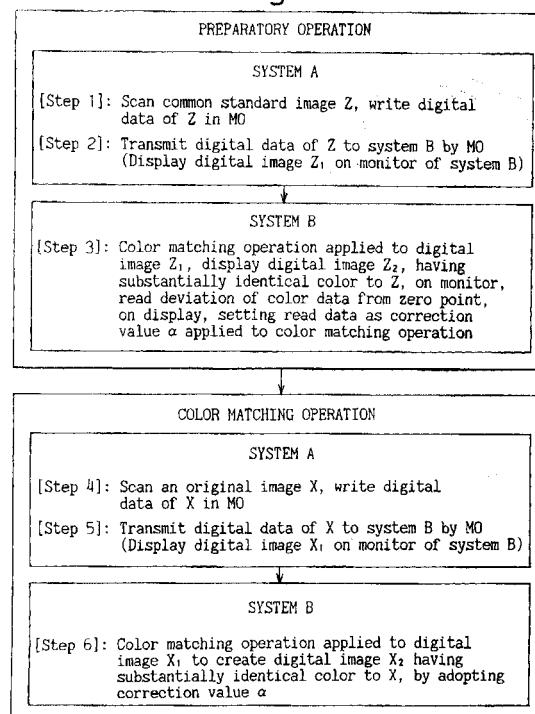 PREPARATORY OPERATION
SYSTEM A
[Step 1]: Scan common standard image Z, write digital
data of Z in MO
[Step 2]: Transmit digital data of Z to system B by MO
(Display digital image Z₁ on monitor of system B)
SYSTEM B
[Step 3]: Color matching operation applied to digital
image Z₁, display digital image Z₂, having
substantially identical color to Z, on monitor,
read deviation of color data from zero point,
on display, setting read data as correction
value α applied to color matching operation
COLOR MATCHING OPERATION
SYSTEM A
[Step 4]: Scan an original image X, write digital
data of X in MO
[Step 5]: Transmit digital data of X to system B by MO
(Display digital image X₁ on monitor of system B)
SYSTEM B
[Step 6]: Color matching operation applied to digital
image X₁ to create digital image X₂ having
substantially identical color to X, by adopting
correction value α